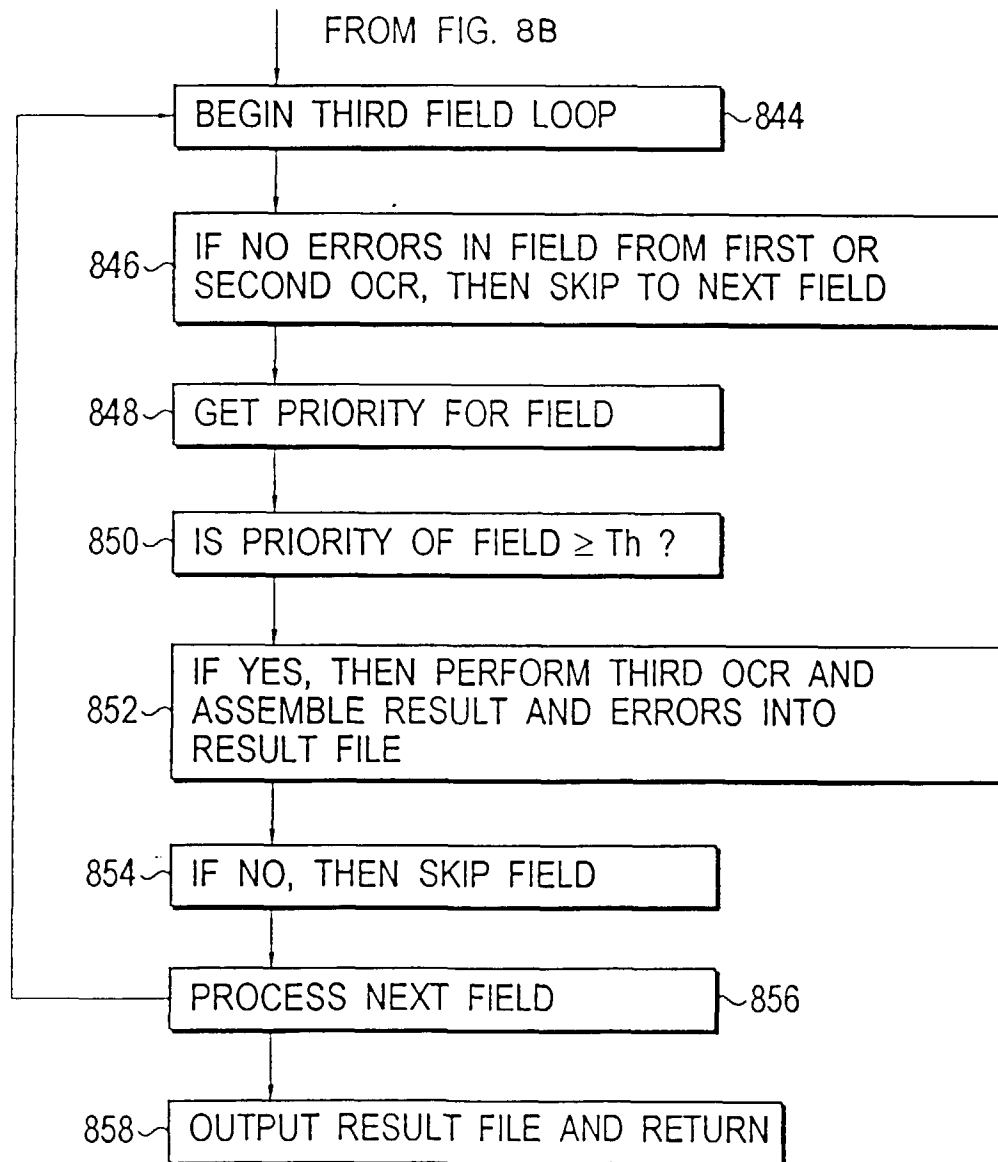 FROM FIG. 8B
BEGIN THIRD FIELD LOOP
844
846
IF NO ERRORS IN FIELD FROM FIRST OR
SECOND OCR, THEN SKIP TO NEXT FIELD
848
GET PRIORITY FOR FIELD
850
IS PRIORITY OF FIELD ≥ Th ?
852
IF YES, THEN PERFORM THIRD OCR AND
ASSEMBLE RESULT AND ERRORS INTO
RESULT FILE
854
IF NO, THEN SKIP FIELD
PROCESS NEXT FIELD
856
858
OUTPUT RESULT FILE AND RETURN